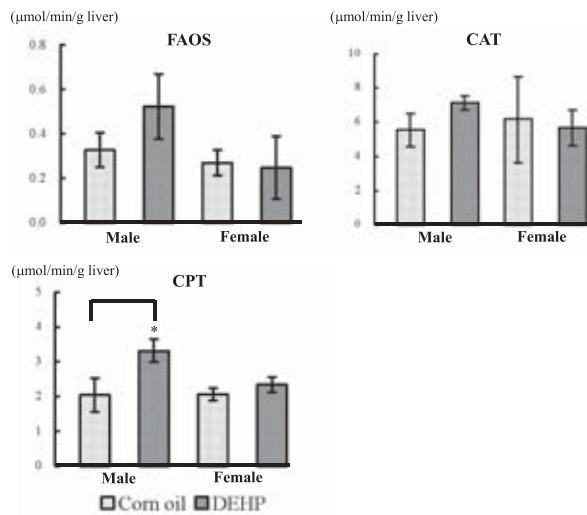 (μmol/min/g liver)
FAOS
0.8
0.6
0.4
0.2
0.0
Male Female
(μmol/min/g liver)
CAT
10
8
6
4
2
0
Male Female
(μmol/min/g liver)
CPT
5
4
3
2
1
0
*
Male Female
Corn oil DEHP